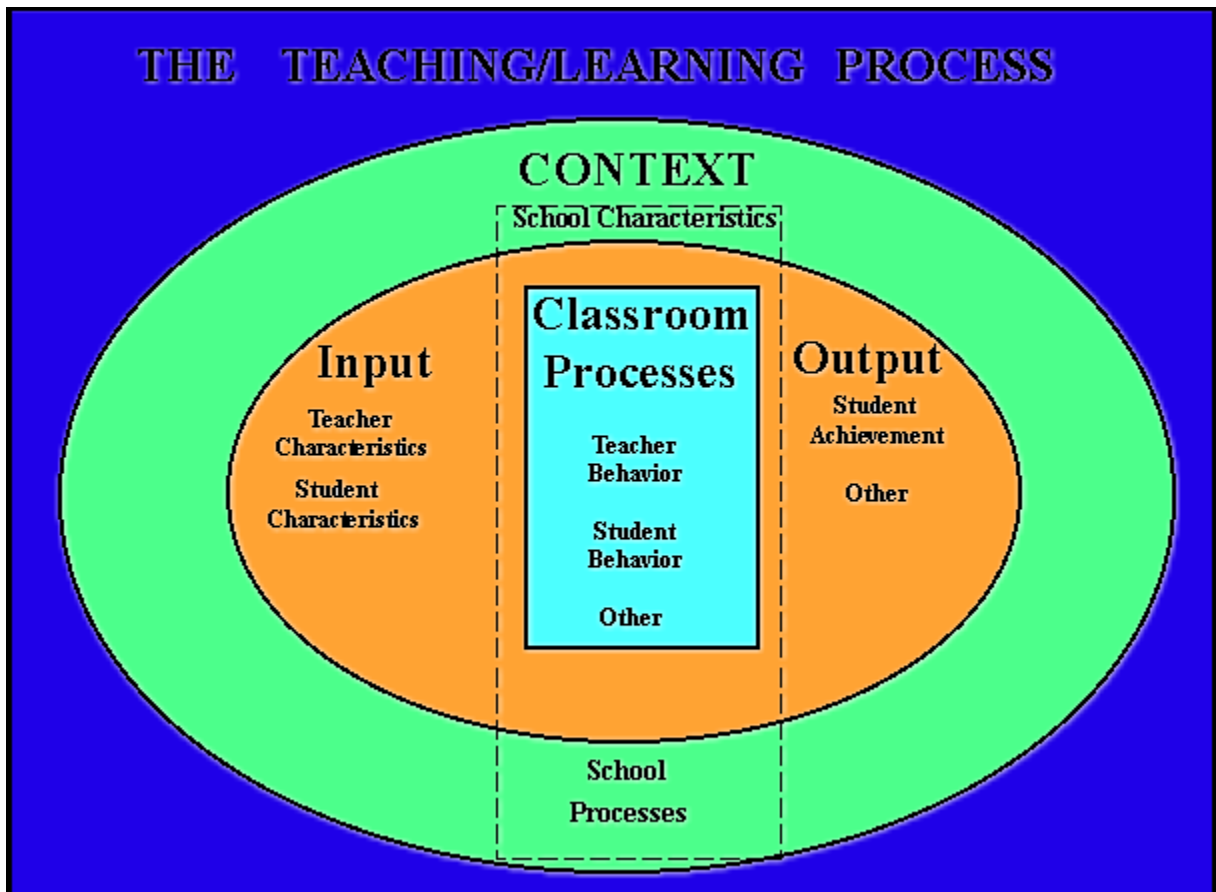 THE TEACHING/LEARNING PROCESS
CONTEXT
School Characteristics
Input
Teacher
Characteristics
Student
Characteristics
Classroom
Processes
Teacher
Behavior
Student
Behavior
Other
Output
Student
Achievement
Other
School
Processes